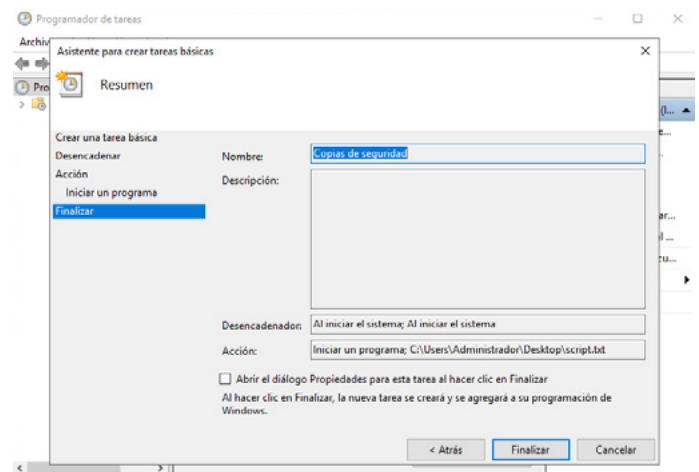 Programador de tareas
Archiv
Asistente para crear tareas básicas
Pro
Resumen
(I...
e...
Crear una tarea básica
Desencadenar
Nombre:
Copias de seguridad
Acción
Descripción:
Iniciar un programa
Finalizar
ar...
l ...
cu...
Desencadenador:
Al iniciar el sistema; Al iniciar el sistema
Acción:
Iniciar un programa; C:\Users\Administrador\Desktop\script.txt
Abrir el diálogo Propiedades para esta tarea al hacer clic en Finalizar
Al hacer clic en Finalizar, la nueva tarea se creará y se agregará a su programación de
Windows.
< Atrás
Finalizar
Cancelar